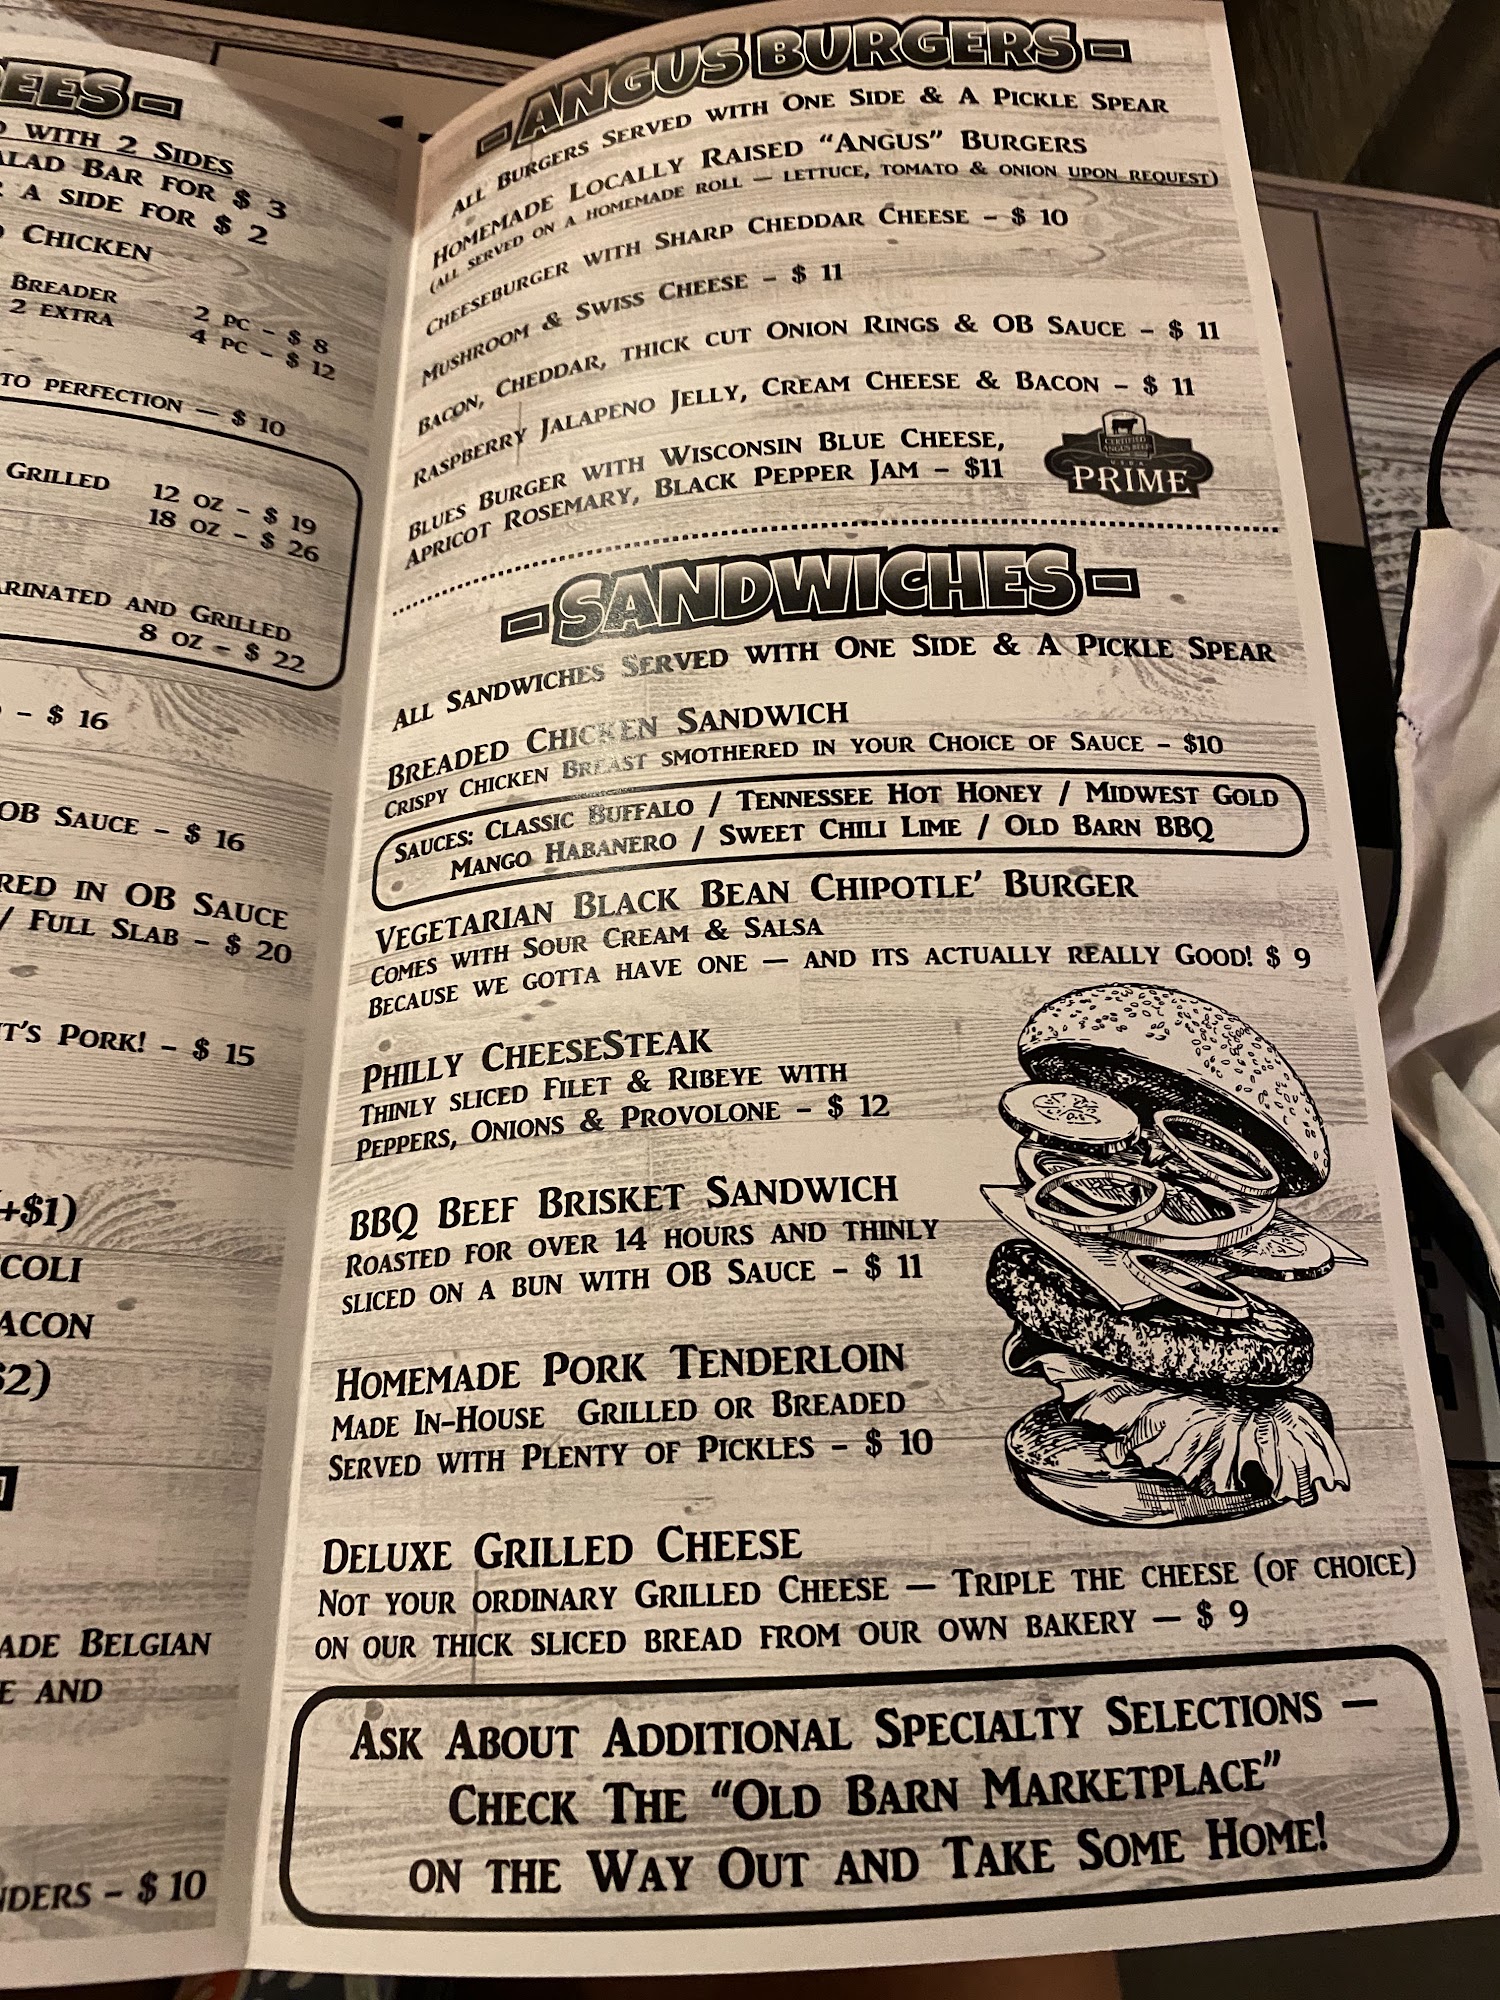 EES -
WITH 2 SIDES
ALAD BAR FOR $ 3
A SIDE FOR $ 2
CHICKEN
BREADER 2 PC - $ 8
2 EXTRA 4 PC - $ 12
TO PERFECTION — $ 10
GRILLED 12 OZ - $ 19
18 OZ - $ 26
ARINATED AND GRILLED
8 OZ - $ 22
- $ 16
OB SAUCE - $ 16
RED IN OB SAUCE
/ FULL SLAB - $ 20
IT'S PORK! - $ 15
+$1)
COLI
ACON
$2)
ADE BELGIAN
E AND
NDERS - $ 10
- ANGUS BURGERS -
ALL BURGERS SERVED WITH ONE SIDE & A PICKLE SPEAR
HOMEMADE LOCALLY RAISED "ANGUS" BURGERS
(ALL SERVED ON A HOMEMADE ROLL — LETTUCE, TOMATO & ONION UPON REQUEST)
CHEESEBURGER WITH SHARP CHEDDAR CHEESE - $ 10
MUSHROOM & SWISS CHEESE - $ 11
BACON, CHEDDAR, THICK CUT ONION RINGS & OB SAUCE - $ 11
RASPBERRY JALAPENO JELLY, CREAM CHEESE & BACON - $ 11
BLUES BURGER WITH WISCONSIN BLUE CHEESE,
APRICOT ROSEMARY, BLACK PEPPER JAM - $11
CERTIFIED
ANGUS BEEF
PRIME
- SANDWICHES -
ALL SANDWICHES SERVED WITH ONE SIDE & A PICKLE SPEAR
BREADED CHICKEN SANDWICH
CRISPY CHICKEN BREAST SMOTHERED IN YOUR CHOICE OF SAUCE - $10
SAUCES: CLASSIC BUFFALO / TENNESSEE HOT HONEY / MIDWEST GOLD
MANGO HABANERO / SWEET CHILI LIME / OLD BARN BBQ
VEGETARIAN BLACK BEAN CHIPOTLE' BURGER
COMES WITH SOUR CREAM & SALSA
BECAUSE WE GOTTA HAVE ONE — AND ITS ACTUALLY REALLY GOOD! $ 9
PHILLY CHEESESTEAK
THINLY SLICED FILET & RIBEYE WITH
PEPPERS, ONIONS & PROVOLONE - $ 12
BBQ BEEF BRISKET SANDWICH
ROASTED FOR OVER 14 HOURS AND THINLY
SLICED ON A BUN WITH OB SAUCE - $ 11
HOMEMADE PORK TENDERLOIN
MADE IN-HOUSE GRILLED OR BREADED
SERVED WITH PLENTY OF PICKLES - $ 10
DELUXE GRILLED CHEESE
NOT YOUR ORDINARY GRILLED CHEESE — TRIPLE THE CHEESE (OF CHOICE)
ON OUR THICK SLICED BREAD FROM OUR OWN BAKERY — $ 9
ASK ABOUT ADDITIONAL SPECIALTY SELECTIONS —
CHECK THE "OLD BARN MARKETPLACE"
ON THE WAY OUT AND TAKE SOME HOME!